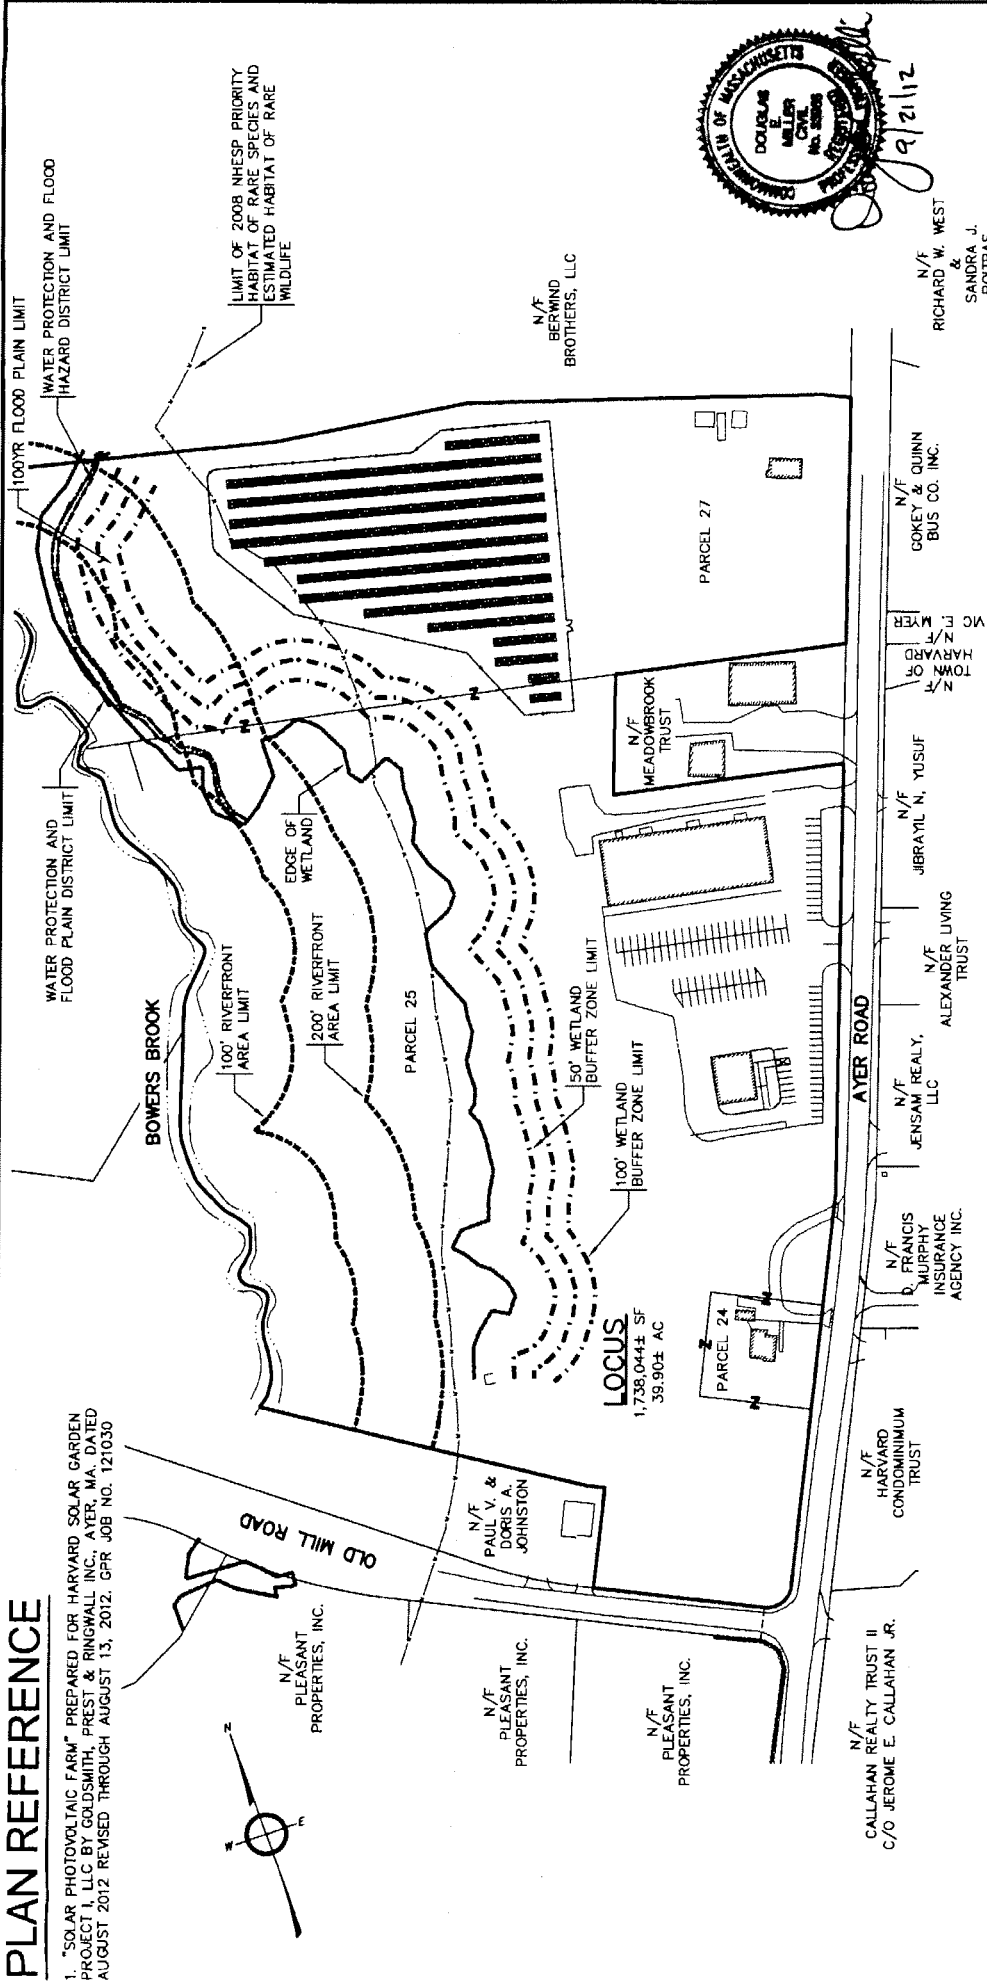 PLAN REFERENCE
1. "SOLAR PHOTOVOLTAIC FARM" PREPARED FOR HARVARD SOLAR GARDEN
PROJECT I, LLC BY GOLDSMITH, PREST & RINGWALL INC., AYER, MA. DATED
AUGUST 2012 REVISED THROUGH AUGUST 13, 2012. GPR JOB NO. 121030
N
W
E
OLD MILL ROAD
N/F
PLEASANT
PROPERTIES, INC.
N/F
PLEASANT
PROPERTIES, INC.
N/F
PLEASANT
PROPERTIES, INC.
N/F
CALLAHAN REALTY TRUST II
C/O JEROME E. CALLAHAN JR.
N/F
PAUL V. &
DORIS A.
JOHNSTON
N/F
HARVARD
CONDOMINIMUM
TRUST
LOCUS
1,738,044± SF
39.90± AC
PARCEL 24
Z
Z
Z
N/F
D. FRANCIS
MURPHY
INSURANCE
AGENCY INC.
BOWERS BROOK
100' RIVERFRONT
AREA LIMIT
200' RIVERFRONT
AREA LIMIT
PARCEL 25
50' WETLAND
BUFFER ZONE LIMIT
100' WETLAND
BUFFER ZONE LIMIT
AYER ROAD
N/F
JENSAM REALY,
LLC
N/F
ALEXANDER LIVING
TRUST
N/F
JIBRAYIL N. YUSUF
WATER PROTECTION AND
FLOOD PLAIN DISTRICT LIMIT
EDGE OF
WETLAND
Z
Z
N/F
MEADOWBROOK
TRUST
N/F
TOWN OF
HARVARD
N/F
VIC E. MYER
PARCEL 27
N/F
GOKEY & QUINN
BUS CO. INC.
100YR FLOOD PLAIN LIMIT
WATER PROTECTION AND FLOOD
HAZARD DISTRICT LIMIT
LIMIT OF 2008 NHESP PRIORITY
HABITAT OF RARE SPECIES AND
ESTIMATED HABITAT OF RARE
WILDLIFE
N/F
BERWIND
BROTHERS, LLC
N/F
RICHARD W. WEST
&
SANDRA J.
COMMONWEALTH OF MASSACHUSETTS
DOUGLAS
E.
MILLER
CIVIL
No.
REGISTERED
PROFESSIONAL
9/21/12